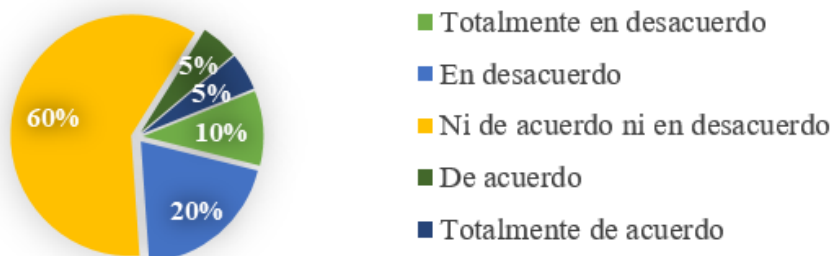 5%
5%
60%
10%
20%
Totalmente en desacuerdo
En desacuerdo
Ni de acuerdo ni en desacuerdo
De acuerdo
Totalmente de acuerdo